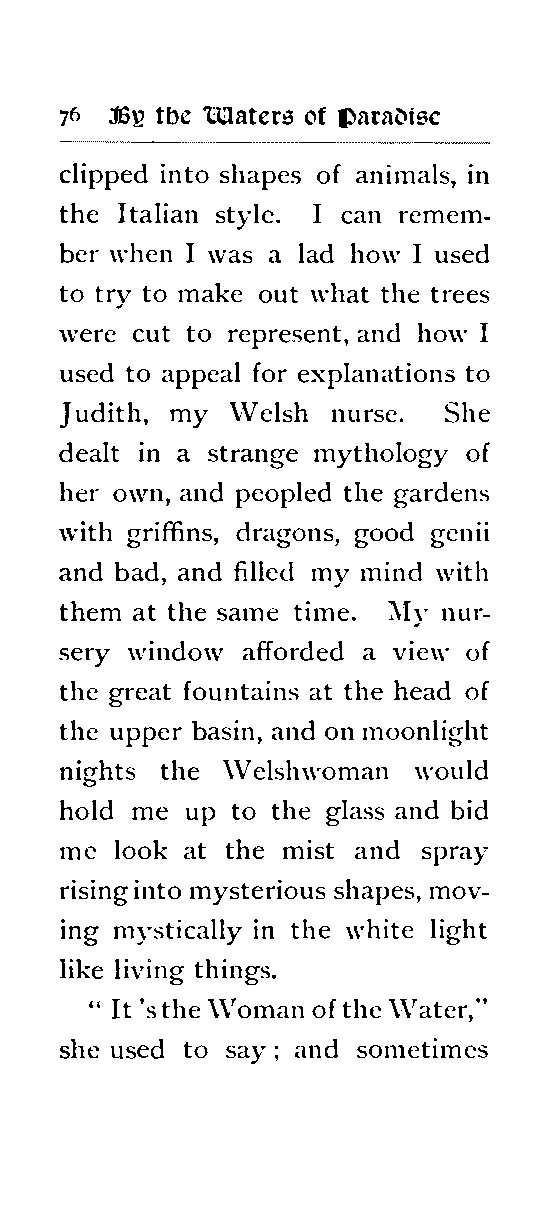 76 By the Waters of Paradise
clipped into shapes of animals, in
the Italian style. I can remem-
ber when I was a lad how I used
to try to make out what the trees
were cut to represent, and how I
used to appeal for explanations to
Judith, my Welsh nurse. She
dealt in a strange mythology of
her own, and peopled the gardens
with griffins, dragons, good genii
and bad, and filled my mind with
them at the same time. My nur-
sery window afforded a view of
the great fountains at the head of
the upper basin, and on moonlight
nights the Welshwoman would
hold me up to the glass and bid
me look at the mist and spray
rising into mysterious shapes, mov-
ing mystically in the white light
like living things.
“ It 's the Woman of the Water,”
she used to say ; and sometimes